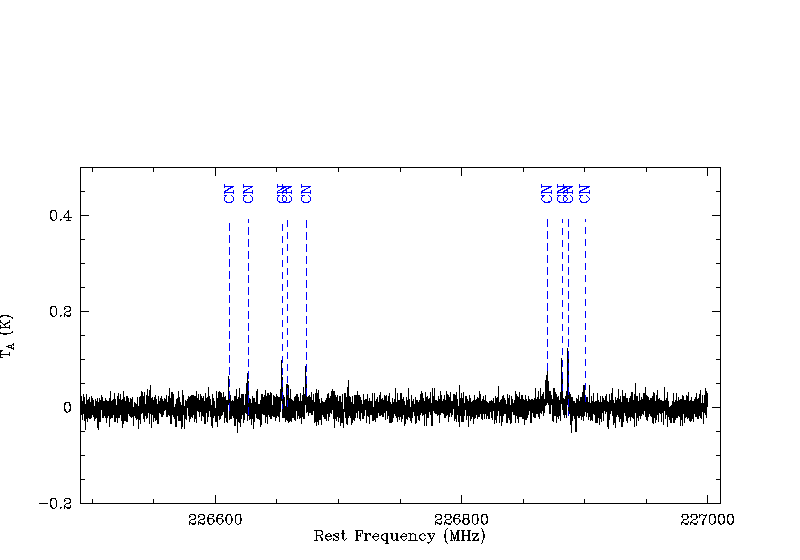 CN CN CN CN CN CN CN CN CN
0.4
0.2
0
-0.2
T_A (K)
226600 226800 227000
Rest Frequency (MHz)